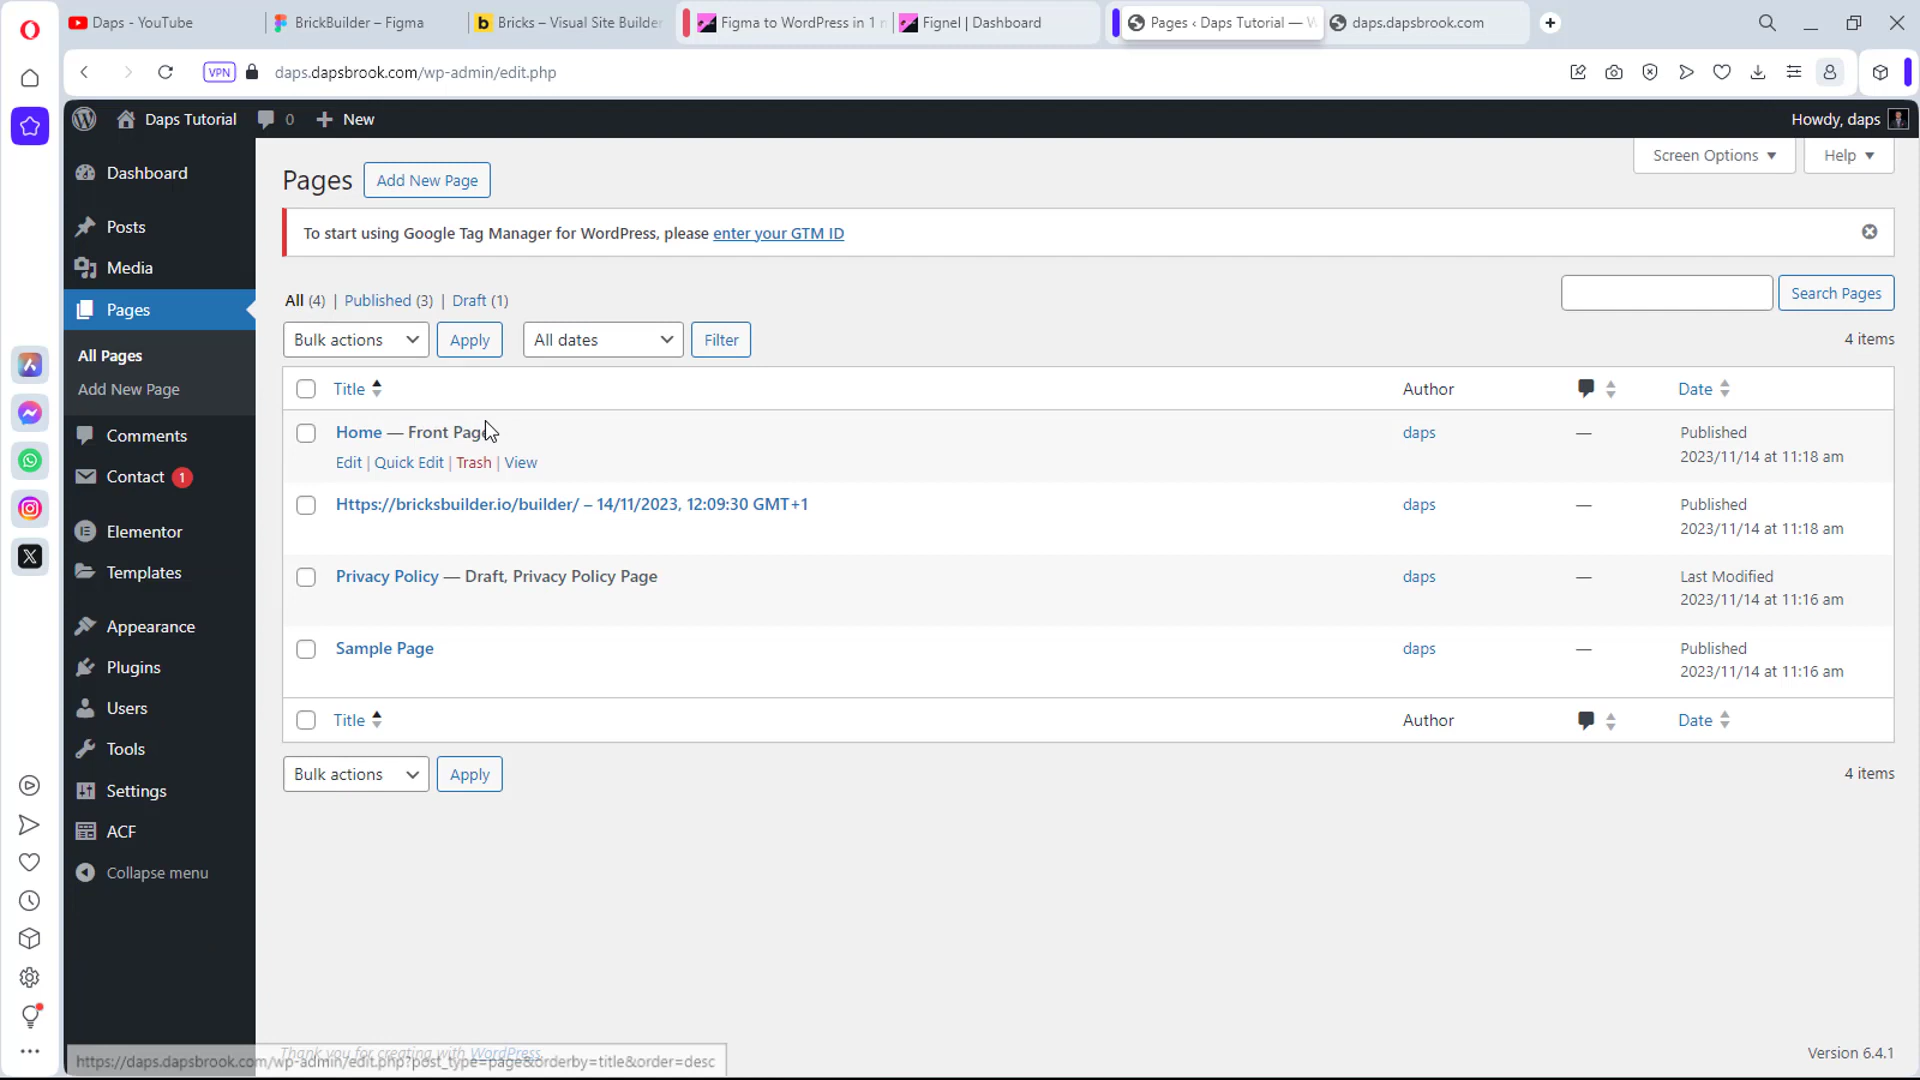 Daps - YouTube
BrickBuilder – Figma
Bricks – Visual Site Builder
Figma to WordPress in 1
Fignel | Dashboard
Pages ‹ Daps Tutorial —
daps.dapsbrook.com
VPN
daps.dapsbrook.com/wp-admin/edit.php
Daps Tutorial
0
New
Howdy, daps
Dashboard
Posts
Media
Pages
All Pages
Add New Page
Comments
Contact 1
Elementor
Templates
Appearance
Plugins
Users
Tools
Settings
ACF
Collapse menu
Screen Options
Help
Pages
Add New Page
To start using Google Tag Manager for WordPress, please enter your GTM ID
All (4) | Published (3) | Draft (1)
Search Pages
Bulk actions
Apply
All dates
Filter
4 items
Title
Author
Date
Home — Front Page
daps
—
Published
2023/11/14 at 11:18 am
Edit | Quick Edit | Trash | View
Https://bricksbuilder.io/builder/ – 14/11/2023, 12:09:30 GMT+1
daps
—
Published
2023/11/14 at 11:18 am
Privacy Policy — Draft, Privacy Policy Page
daps
—
Last Modified
2023/11/14 at 11:16 am
Sample Page
daps
—
Published
2023/11/14 at 11:16 am
Title
Author
Date
Bulk actions
Apply
4 items
Thank you for creating with WordPress.
https://daps.dapsbrook.com/wp-admin/edit.php?post_type=page&orderby=title&order=desc
Version 6.4.1